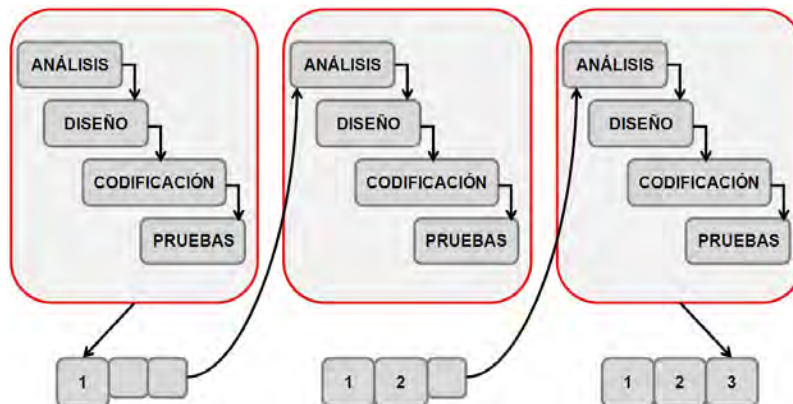 ANÁLISIS
DISEÑO
CODIFICACIÓN
PRUEBAS
1
ANÁLISIS
DISEÑO
CODIFICACIÓN
PRUEBAS
1 2
ANÁLISIS
DISEÑO
CODIFICACIÓN
PRUEBAS
1 2 3